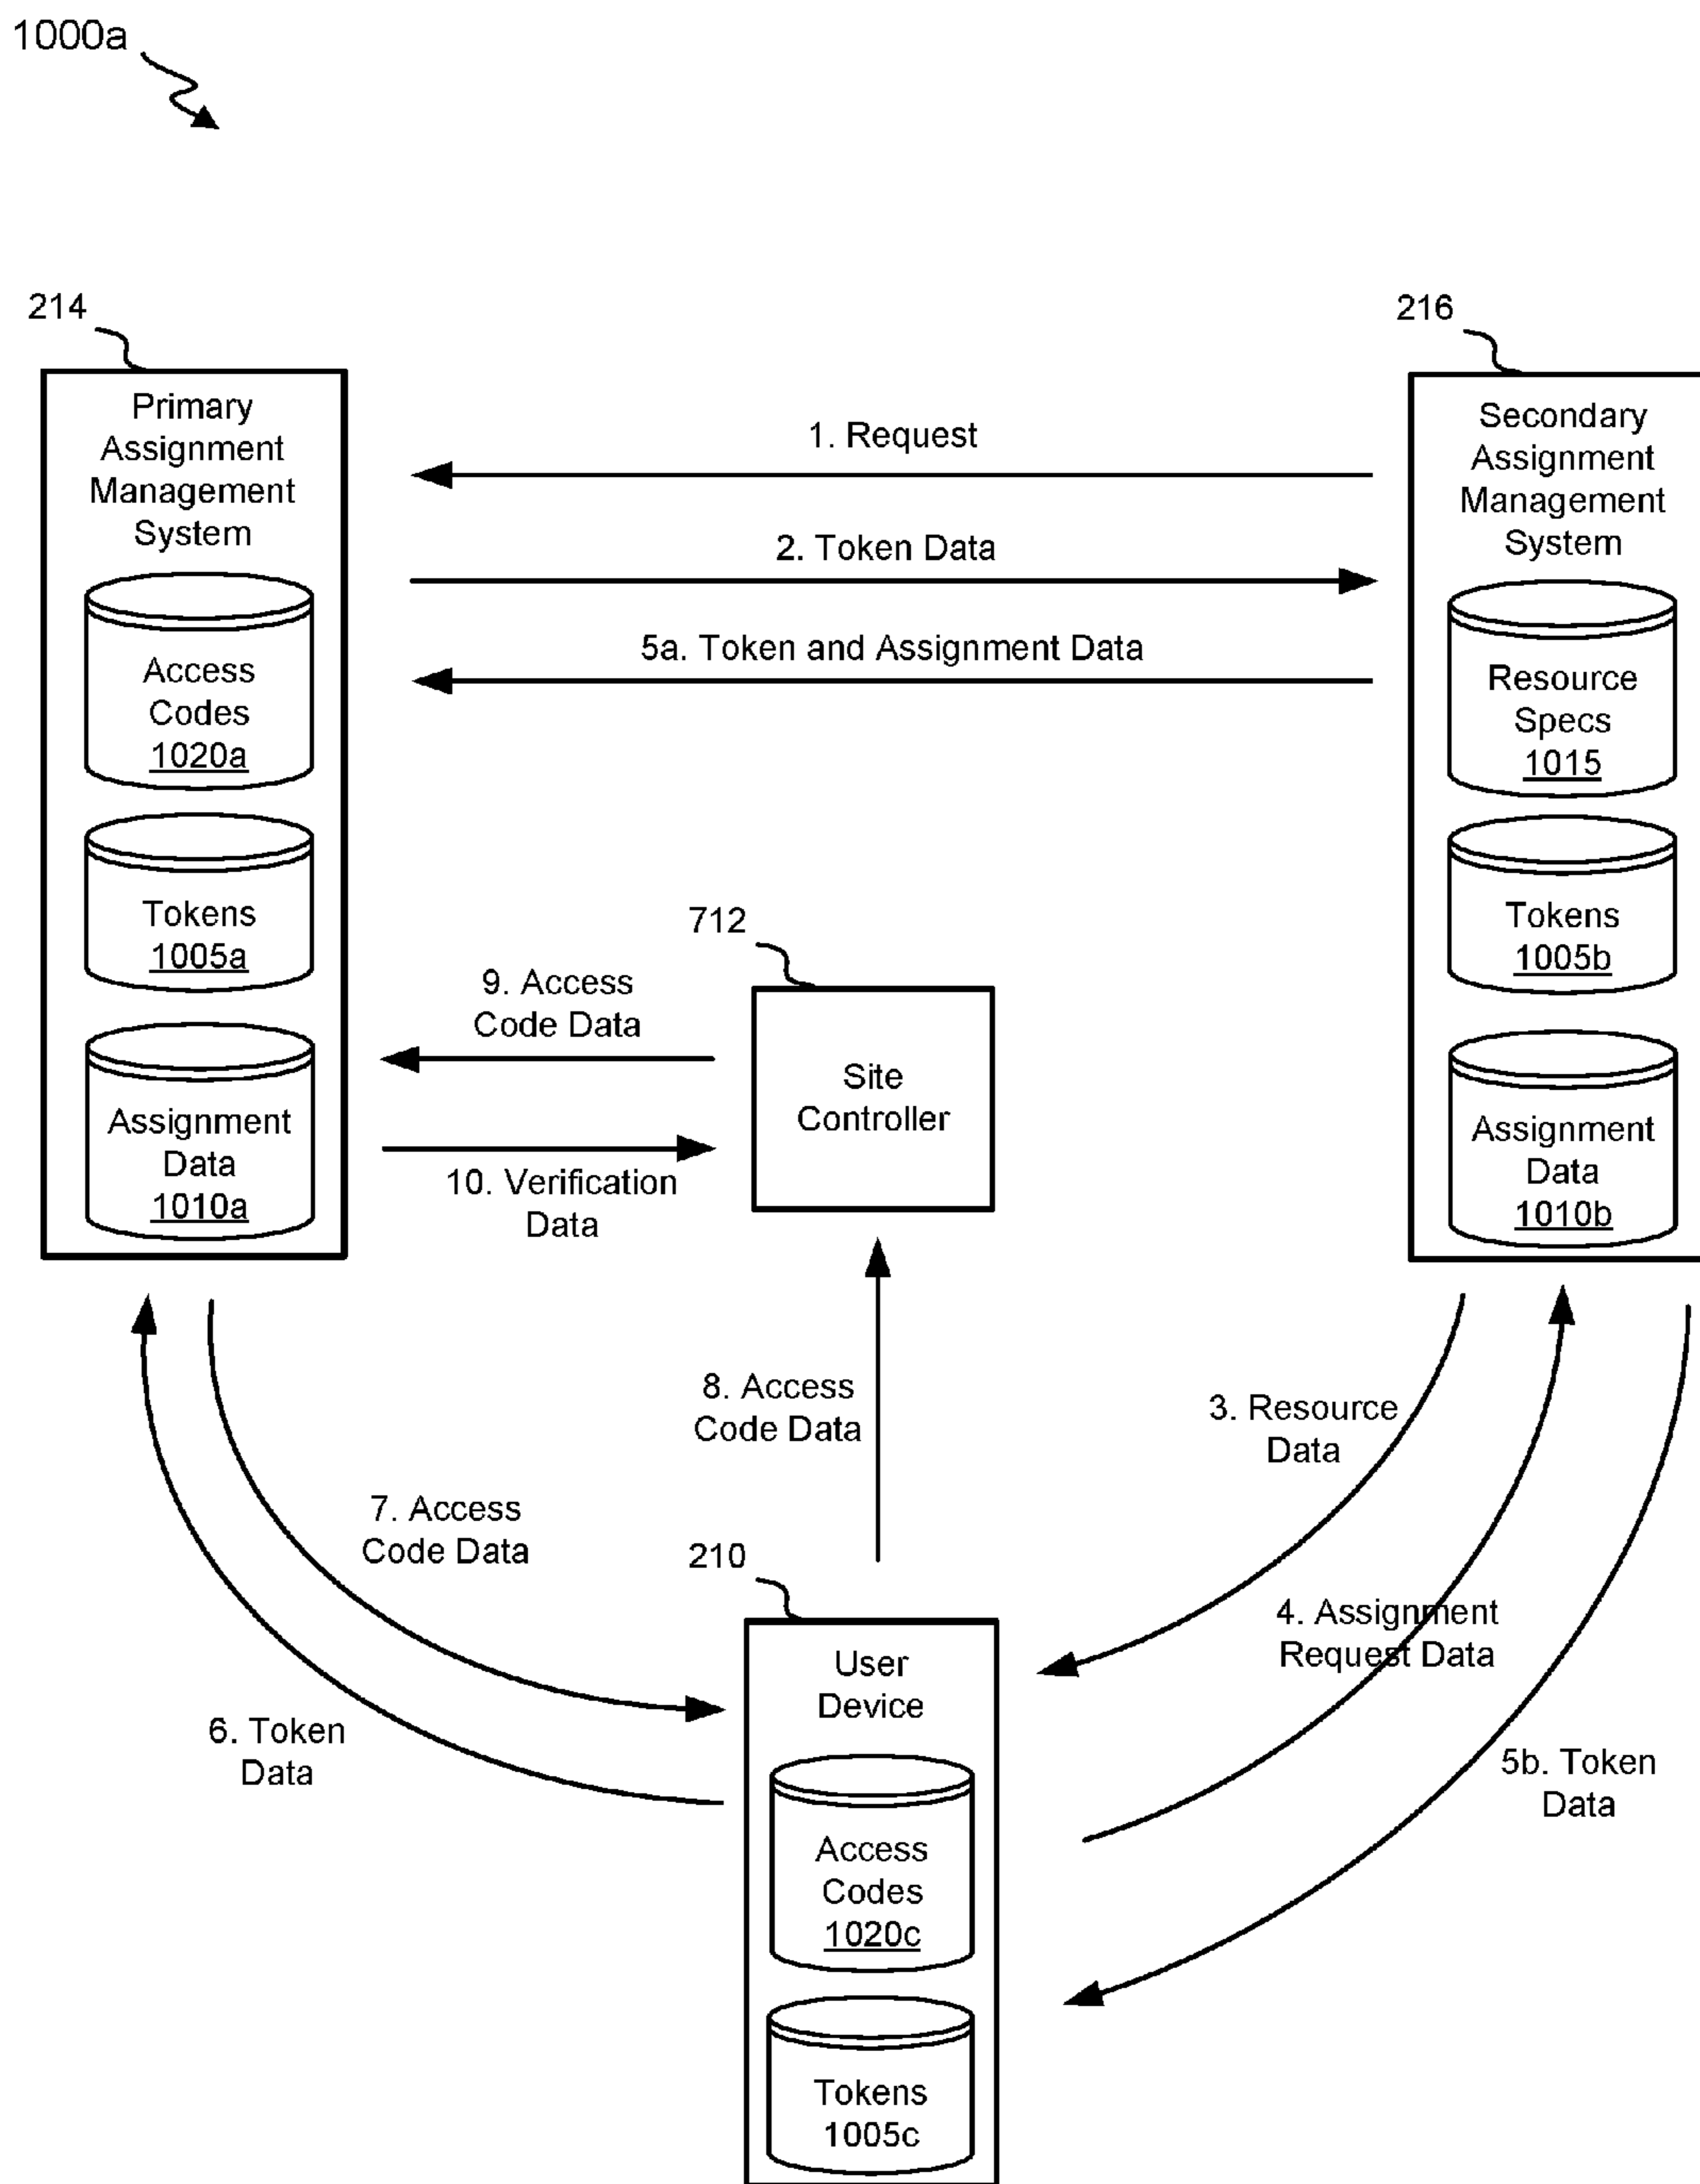 1000a
214
216
Primary
Assignment
Management
System
Access
Codes
1020a
Tokens
1005a
Assignment
Data
1010a
1. Request
2. Token Data
5a. Token and Assignment Data
Secondary
Assignment
Management
System
Resource
Specs
1015
Tokens
1005b
Assignment
Data
1010b
712
9. Access
Code Data
Site
Controller
10. Verification
Data
8. Access
Code Data
3. Resource
Data
7. Access
Code Data
210
4. Assignment
Request Data
6. Token
Data
5b. Token
Data
User
Device
Access
Codes
1020c
Tokens
1005c